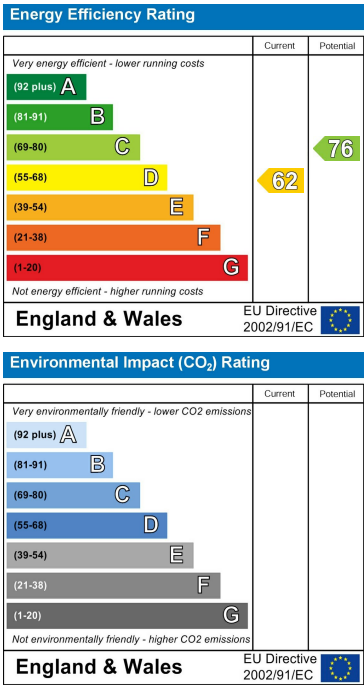 Energy Efficiency Rating
Current Potential
Very energy efficient - lower running costs
(92 plus) A
(81-91) B
(69-80) C
76
(55-68) D
62
(39-54) E
(21-38) F
(1-20) G
Not energy efficient - higher running costs
England & Wales
EU Directive
2002/91/EC
Environmental Impact (CO₂) Rating
Current Potential
Very environmentally friendly - lower CO2 emissions
(92 plus) A
(81-91) B
(69-80) C
(55-68) D
(39-54) E
(21-38) F
(1-20) G
Not environmentally friendly - higher CO2 emissions
England & Wales
EU Directive
2002/91/EC